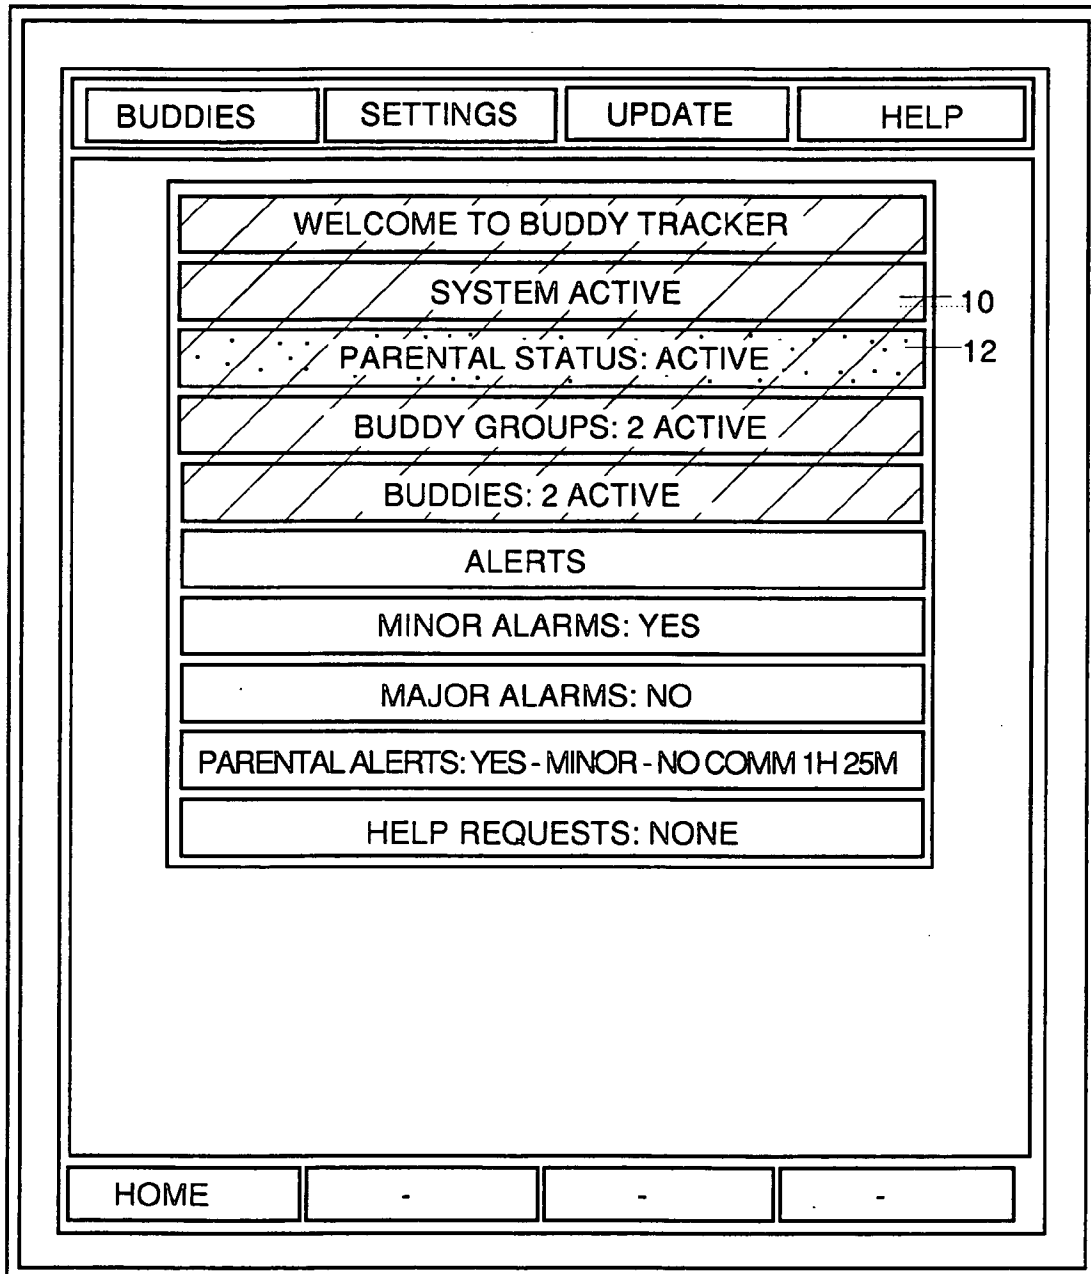 BUDDIES SETTINGS UPDATE HELP
WELCOME TO BUDDY TRACKER
SYSTEM ACTIVE
10
PARENTAL STATUS: ACTIVE
12
BUDDY GROUPS: 2 ACTIVE
BUDDIES: 2 ACTIVE
ALERTS
MINOR ALARMS: YES
MAJOR ALARMS: NO
PARENTAL ALERTS: YES - MINOR - NO COMM 1H 25M
HELP REQUESTS: NONE
HOME - - -